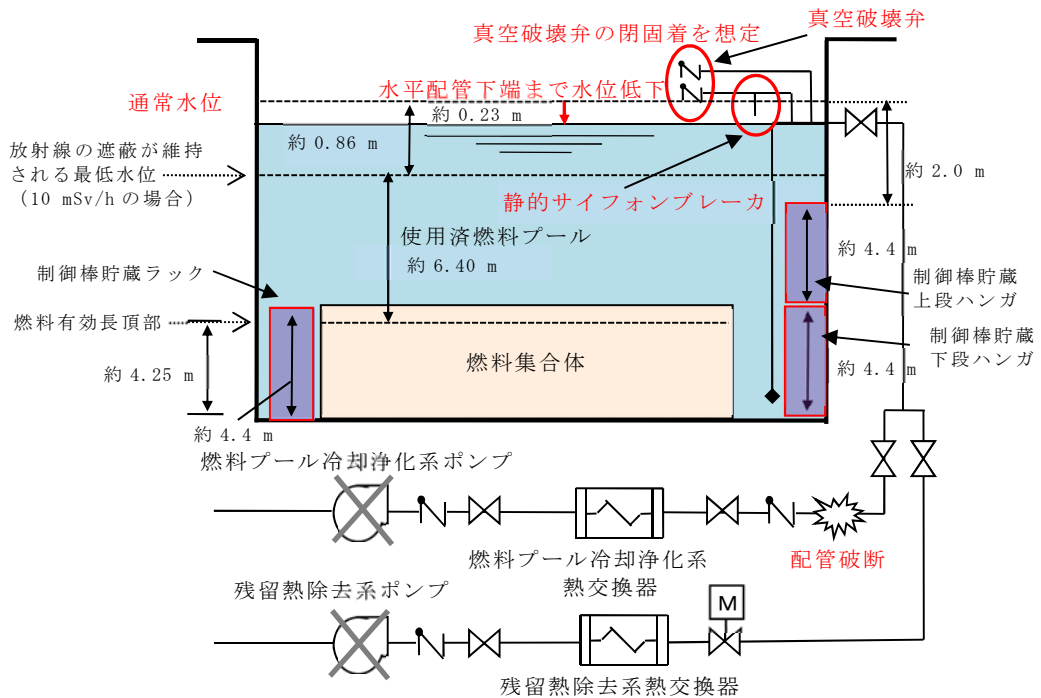 真空破壊弁
真空破壊弁の閉固着を想定
水平配管下端まで水位低下
通常水位
約 0.23 m
約 0.86 m
放射線の遮蔽が維持
される最低水位
（10 mSv/h の場合）
約 2.0 m
静的サイフォンブレーカ
使用済燃料プール
約 6.40 m
約 4.4 m
制御棒貯蔵ラック
制御棒貯蔵
上段ハンガ
燃料有効長頂部
制御棒貯蔵
下段ハンガ
燃料集合体
約 4.25 m
約 4.4 m
約 4.4 m
燃料プール冷却浄化系ポンプ
燃料プール冷却浄化系
熱交換器
配管破断
残留熱除去系ポンプ
M
残留熱除去系熱交換器